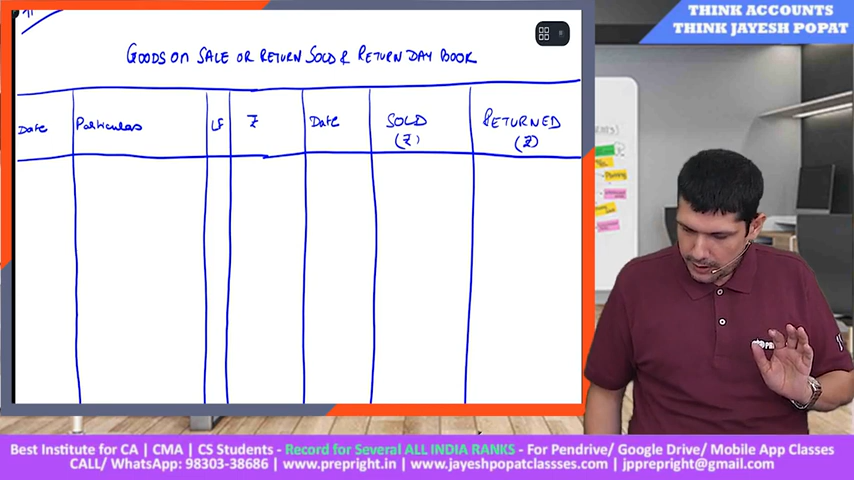 THINK ACCOUNTS
THINK JAYESH POPAT
GOODS ON SALE OR RETURN SOLD & RETURN DAY BOOK
Date Particulars LF ₹ Date SOLD (₹) RETURNED (₹)
Planning
Best Institute for CA | CMA | CS Students - Record for Several ALL INDIA RANKS - For Pendrive/ Google Drive/ Mobile App Classes
CALL/ WhatsApp: 98303-38686 | www.prepright.in | www.jayeshpopatclassses.com | jpprepright@gmail.com